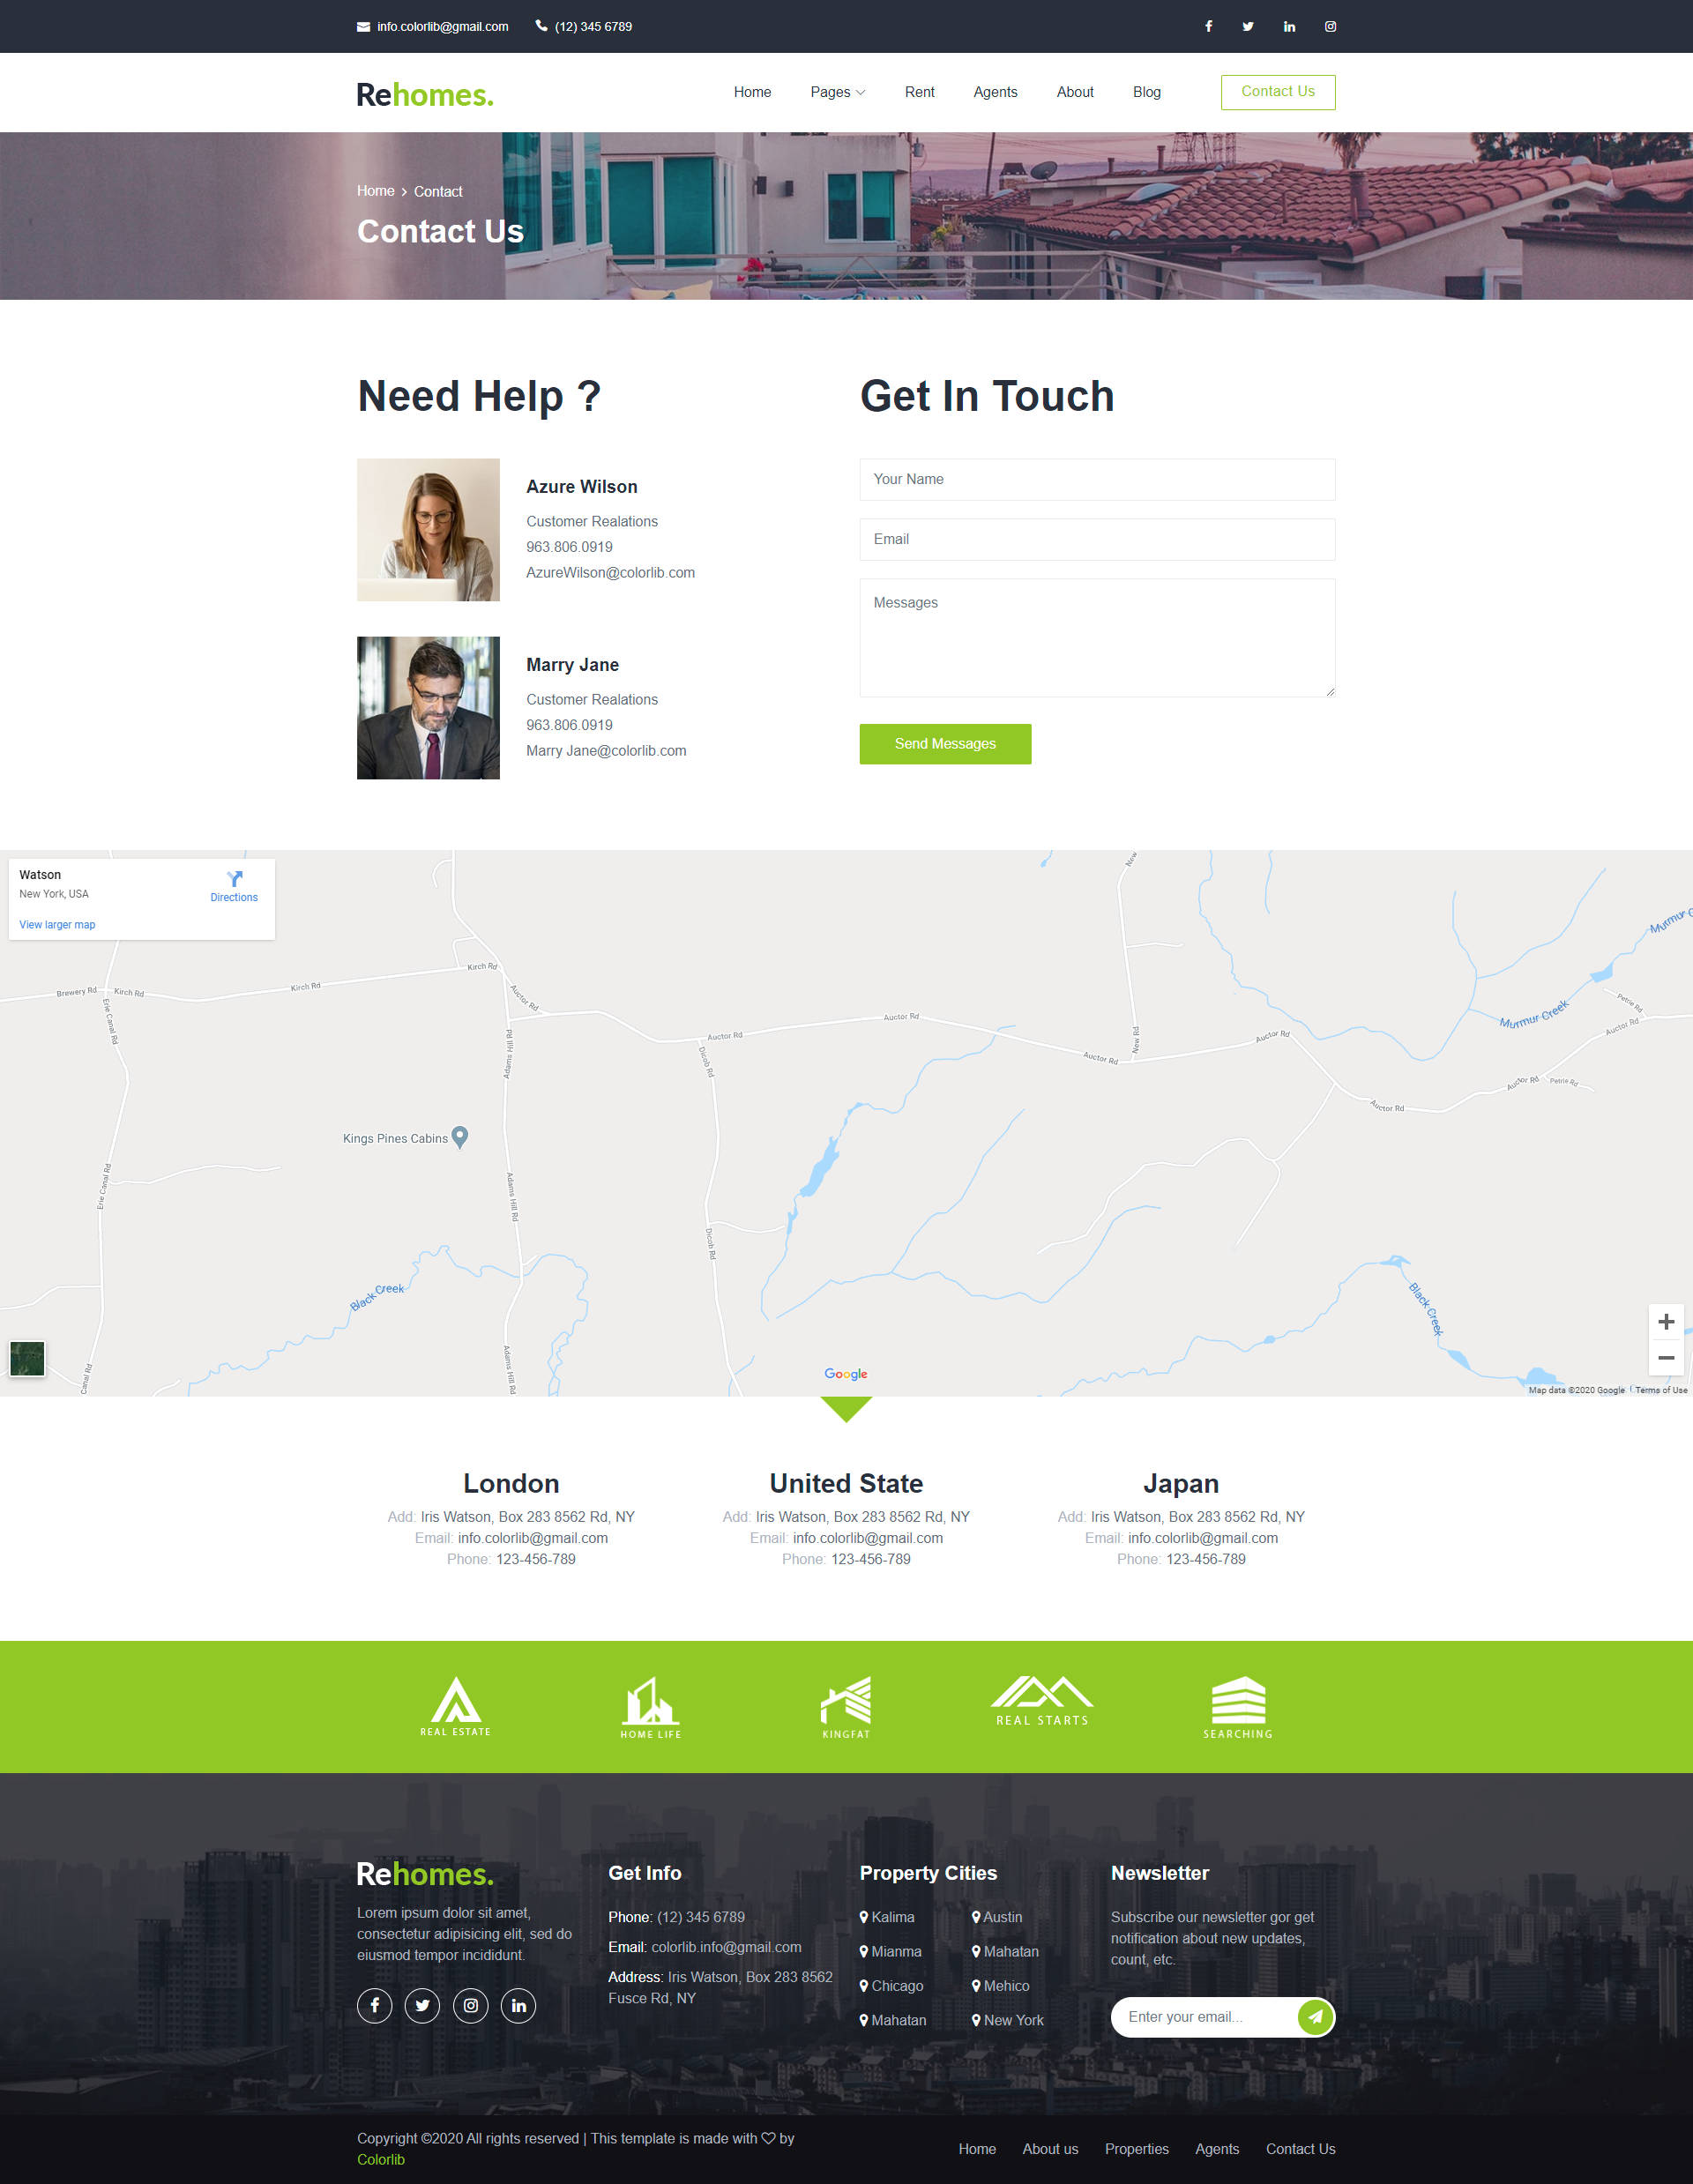 info.colorlib@gmail.com (12) 345 6789
Rehomes.
Home Pages Rent Agents About Blog Contact Us
Home > Contact
Contact Us
Need Help ?
Azure Wilson
Customer Realations
963.806.0919
AzureWilson@colorlib.com
Marry Jane
Customer Realations
963.806.0919
Marry Jane@colorlib.com
Get In Touch
Your Name
Email
Messages
Send Messages
Watson
New York, USA
Directions
View larger map
New
Murmur C
Kirch Rd
Kirch Rd
Brewery Rd
Kirch Rd
Auctor Rd
Erie Canal Rd
Petrie Rd
Murmur Creek
Auctor Rd
Auctor Rd
Auctor Rd
Auctor Rd
New Rd
Adams Hill Rd
Dicob Rd
Auctor Rd
Auctor Rd
Petrie Rd
Auctor Rd
Kings Pines Cabins
Erie Canal Rd
Adams Hill Rd
Dicob Rd
Black Creek
Black Creek
Adams Hill Rd
Canal Rd
Google
Map data ©2020 Google Terms of Use
London
Add: Iris Watson, Box 283 8562 Rd, NY
Email: info.colorlib@gmail.com
Phone: 123-456-789
United State
Add: Iris Watson, Box 283 8562 Rd, NY
Email: info.colorlib@gmail.com
Phone: 123-456-789
Japan
Add: Iris Watson, Box 283 8562 Rd, NY
Email: info.colorlib@gmail.com
Phone: 123-456-789
REAL ESTATE
HOME LIFE
KINGFAT
REAL STARTS
SEARCHING
Rehomes.
Lorem ipsum dolor sit amet,
consectetur adipisicing elit, sed do
eiusmod tempor incididunt.
Get Info
Phone: (12) 345 6789
Email: colorlib.info@gmail.com
Address: Iris Watson, Box 283 8562
Fusce Rd, NY
Property Cities
Kalima
Mianma
Chicago
Mahatan
Austin
Mahatan
Mehico
New York
Newsletter
Subscribe our newsletter gor get
notification about new updates,
count, etc.
Enter your email...
Copyright ©2020 All rights reserved | This template is made with ♡ by
Colorlib
Home About us Properties Agents Contact Us